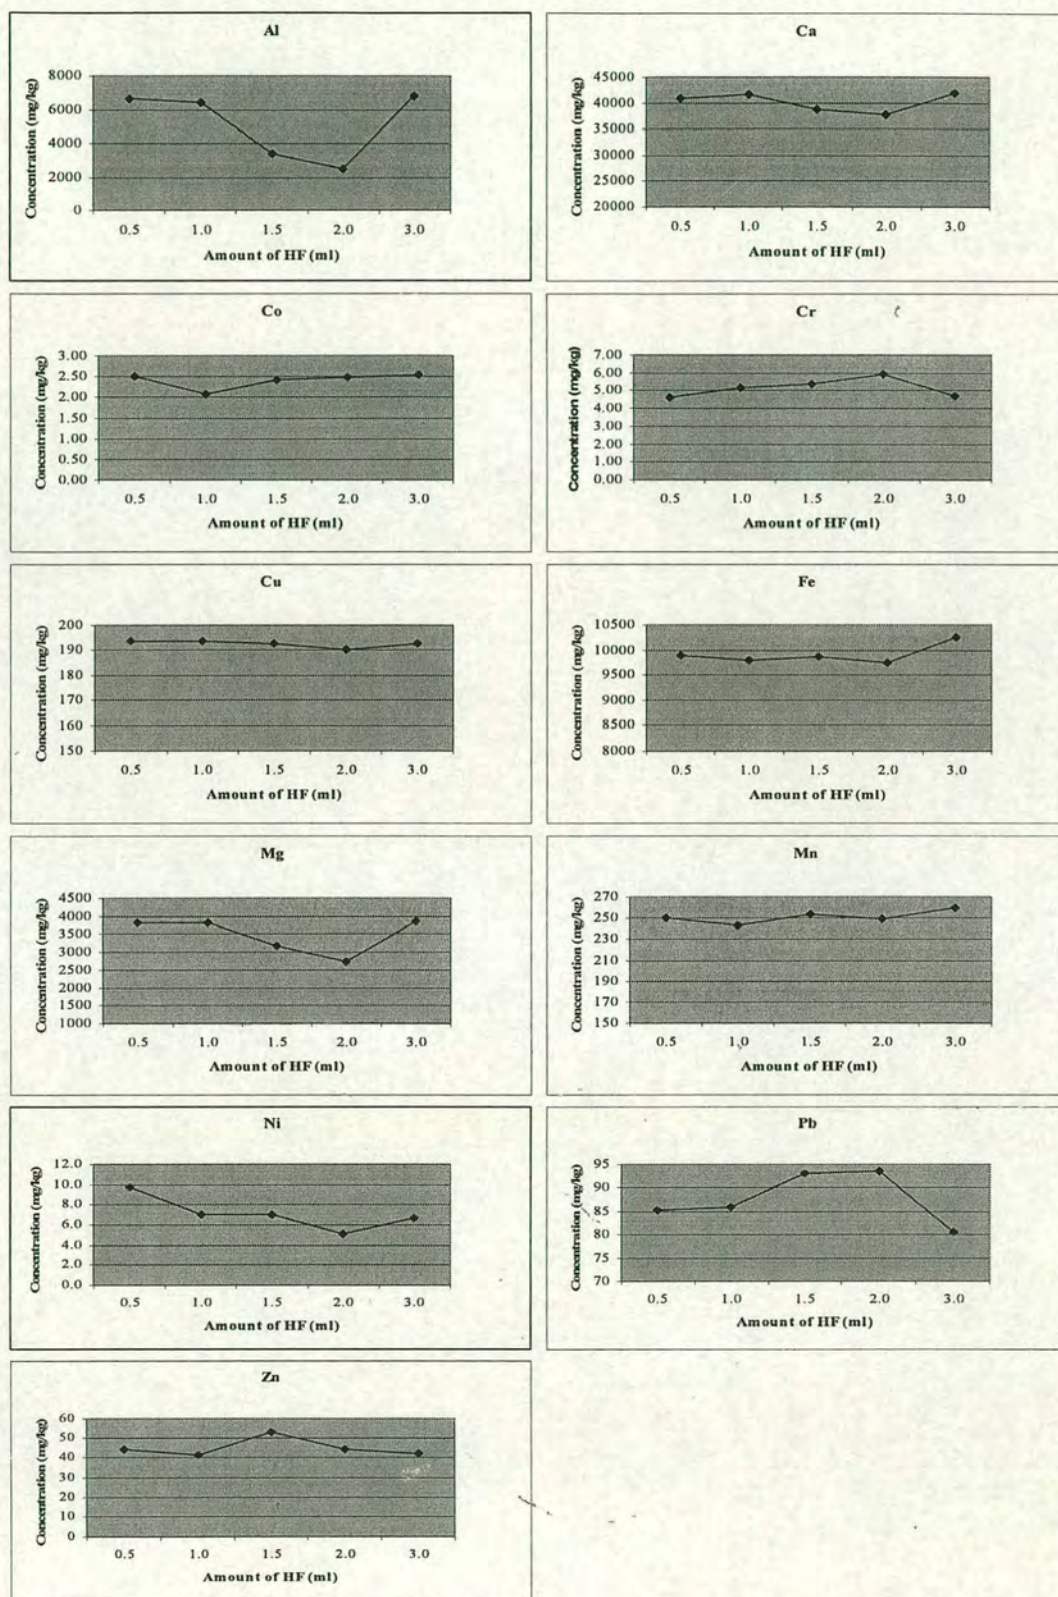 Al
Concentration (mg/kg)
8000
6000
4000
2000
0
0.5 1.0 1.5 2.0 3.0
Amount of HF (ml)
Ca
Concentration (mg/kg)
45000
40000
35000
30000
25000
20000
0.5 1.0 1.5 2.0 3.0
Amount of HF (ml)
Co
Concentration (mg/kg)
3.00
2.50
2.00
1.50
1.00
0.50
0.00
0.5 1.0 1.5 2.0 3.0
Amount of HF (ml)
Cr
Concentration (mg/kg)
7.00
6.00
5.00
4.00
3.00
2.00
1.00
0.00
0.5 1.0 1.5 2.0 3.0
Amount of HF (ml)
Cu
Concentration (mg/kg)
200
190
180
170
160
150
0.5 1.0 1.5 2.0 3.0
Amount of HF (ml)
Fe
Concentration (mg/kg)
10500
10000
9500
9000
8500
8000
0.5 1.0 1.5 2.0 3.0
Amount of HF (ml)
Mg
Concentration (mg/kg)
4500
4000
3500
3000
2500
2000
1500
1000
0.5 1.0 1.5 2.0 3.0
Amount of HF (ml)
Mn
Concentration (mg/kg)
270
250
230
210
190
170
150
0.5 1.0 1.5 2.0 3.0
Amount of HF (ml)
Ni
Concentration (mg/kg)
12.0
10.0
8.0
6.0
4.0
2.0
0.0
0.5 1.0 1.5 2.0 3.0
Amount of HF (ml)
Pb
Concentration (mg/kg)
95
90
85
80
75
70
0.5 1.0 1.5 2.0 3.0
Amount of HF (ml)
Zn
Concentration (mg/kg)
60
50
40
30
20
10
0
0.5 1.0 1.5 2.0 3.0
Amount of HF (ml)